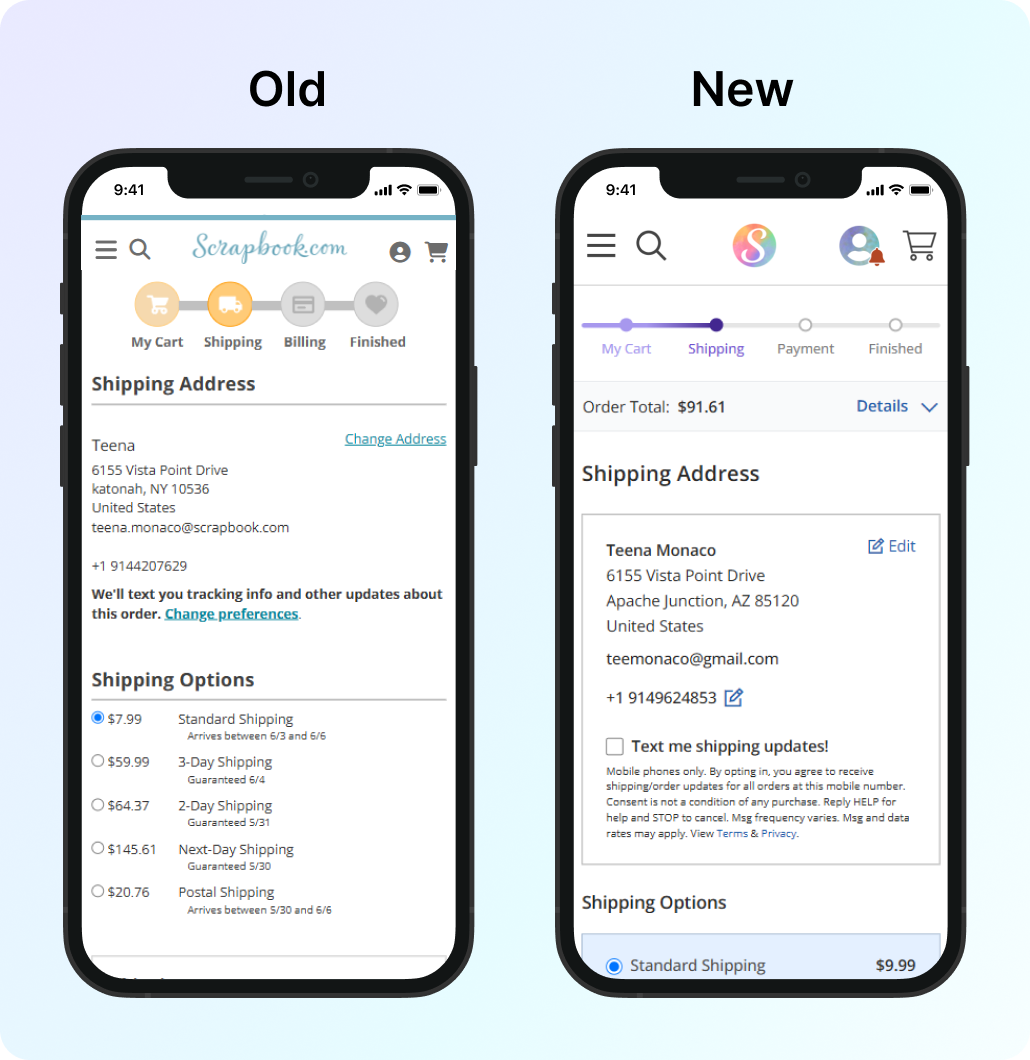 Old
New
9:41
Scrapbook.com
My Cart
Shipping
Billing
Finished
Shipping Address
Teena
Change Address
6155 Vista Point Drive
katonah, NY 10536
United States
teena.monaco@scrapbook.com
+1 9144207629
We'll text you tracking info and other updates about
this order. Change preferences.
Shipping Options
$7.99 Standard Shipping
Arrives between 6/3 and 6/6
$59.99 3-Day Shipping
Guaranteed 6/4
$64.37 2-Day Shipping
Guaranteed 5/31
$145.61 Next-Day Shipping
Guaranteed 5/30
$20.76 Postal Shipping
Arrives between 5/30 and 6/6
9:41
S
My Cart
Shipping
Payment
Finished
Order Total: $91.61
Details
Shipping Address
Teena Monaco
Edit
6155 Vista Point Drive
Apache Junction, AZ 85120
United States
teemonaco@gmail.com
+1 9149624853
Text me shipping updates!
Mobile phones only. By opting in, you agree to receive
shipping/order updates for all orders at this mobile number.
Consent is not a condition of any purchase. Reply HELP for
help and STOP to cancel. Msg frequency varies. Msg and data
rates may apply. View Terms & Privacy.
Shipping Options
Standard Shipping $9.99